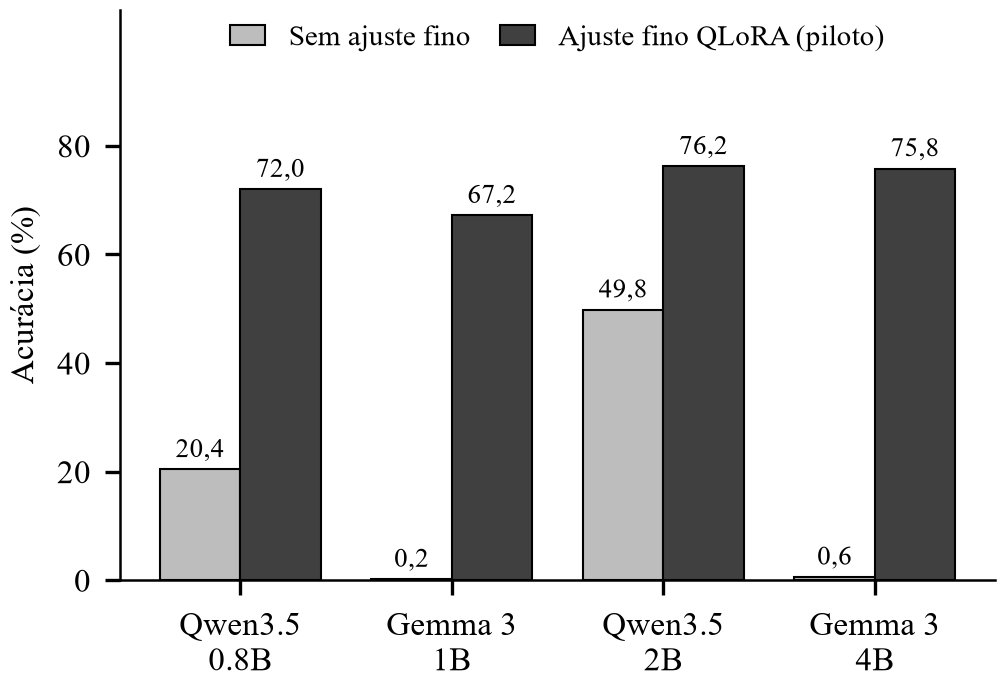 Sem ajuste fino
Ajuste fino QLoRA (piloto)
Acurácia (%)
80
60
40
20
0
20,4
72,0
0,2
67,2
49,8
76,2
0,6
75,8
Qwen3.5
0.8B
Gemma 3
1B
Qwen3.5
2B
Gemma 3
4B